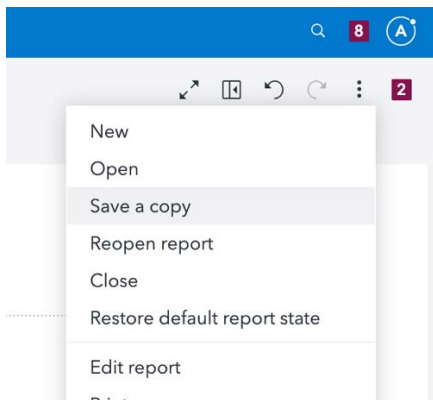 8 A
2
New
Open
Save a copy
Reopen report
Close
Restore default report state
Edit report